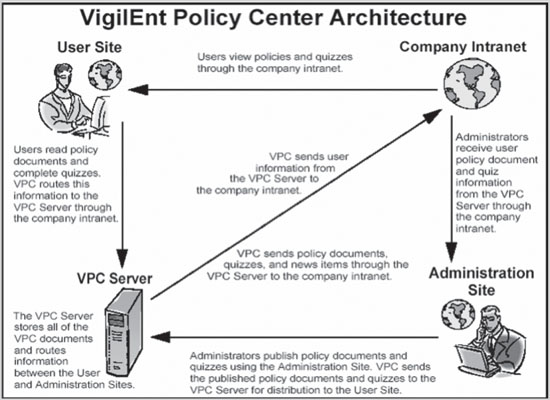 VigilEnt Policy Center Architecture
User Site
Company Intranet
Users view policies and quizzes
through the company intranet.
Users read policy
documents and
complete quizzes.
VPC routes this
information to the
VPC Server through
the company intranet.
VPC sends user
information from
the VPC Server to
the company intranet.
Administrators
receive user
policy document
and quiz
information
from the VPC
Server through
the company
intranet.
VPC sends policy documents,
quizzes, and news items through the
VPC Server to the company intranet.
VPC Server
Administration
Site
The VPC Server
stores all of the
VPC documents
and routes
information
between the User
and Administration Sites.
Administrators publish policy documents and
quizzes using the Administration Site. VPC sends
the published policy documents and quizzes to the
VPC Server for distribution to the User Site.